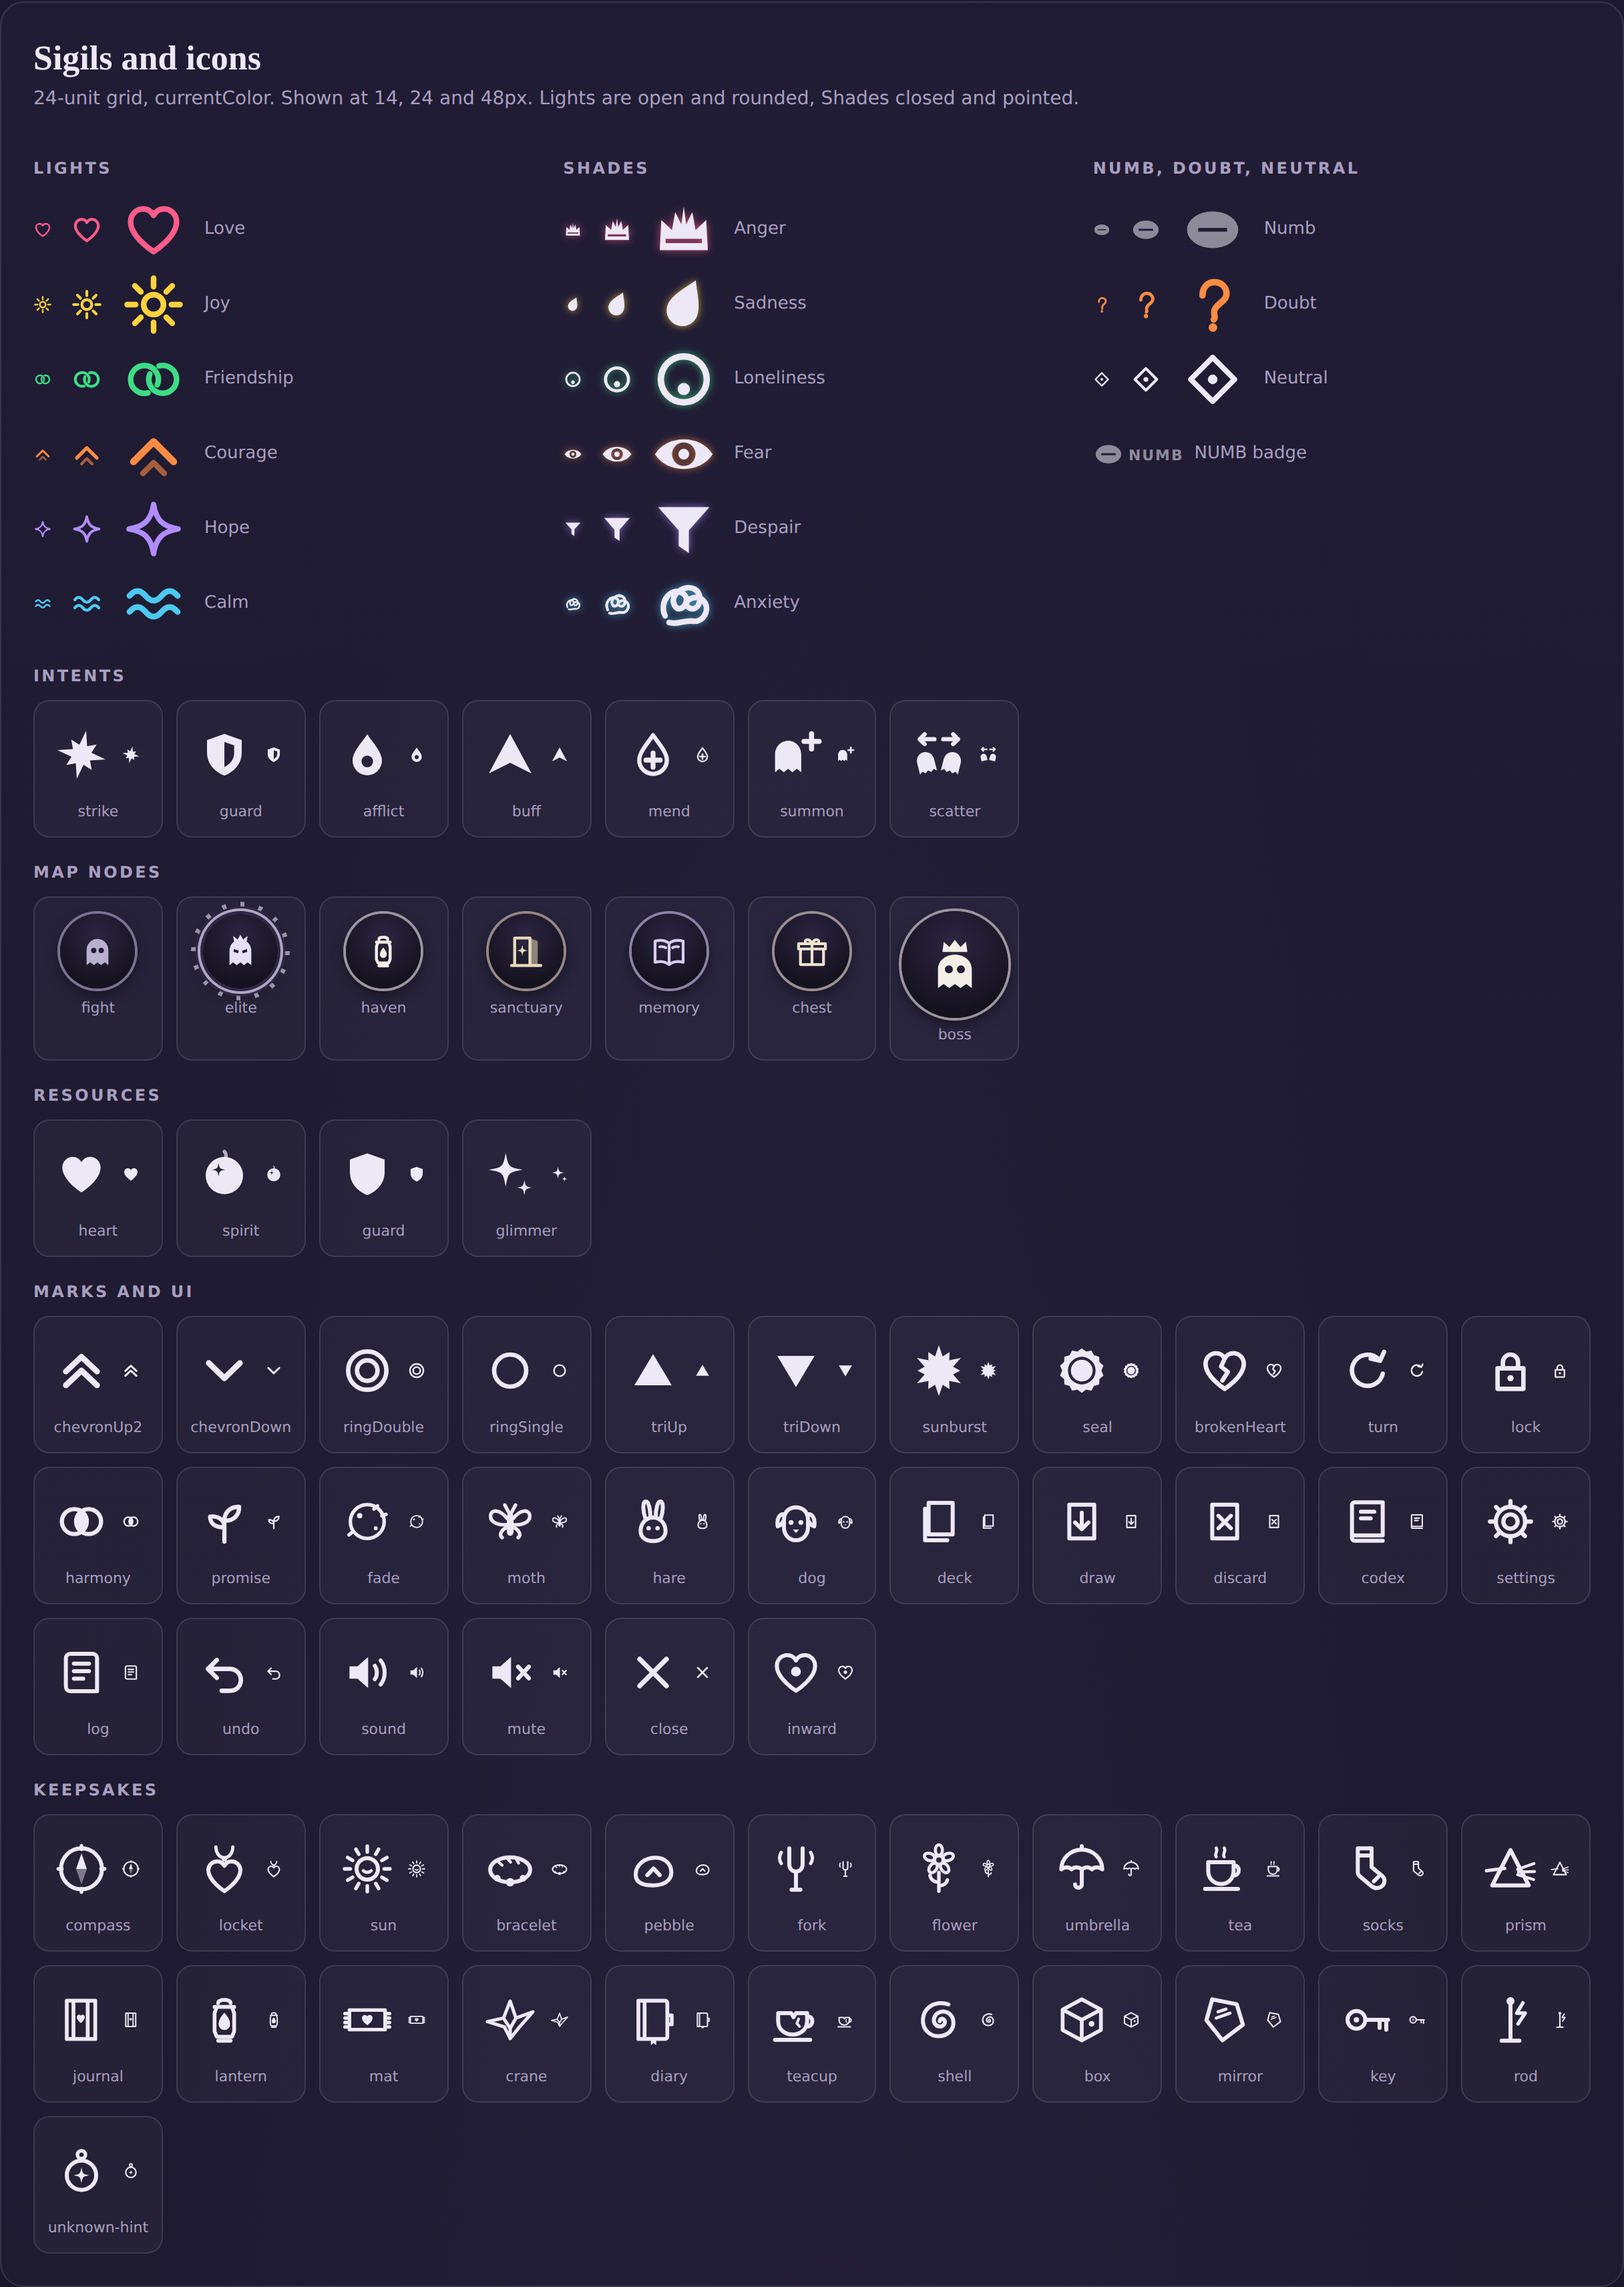 Sigils and icons
24-unit grid, currentColor. Shown at 14, 24 and 48px. Lights are open and rounded, Shades closed and pointed.
LIGHTS
Love
Joy
Friendship
Courage
Hope
Calm
SHADES
Anger
Sadness
Loneliness
Fear
Despair
Anxiety
NUMB, DOUBT, NEUTRAL
Numb
Doubt
Neutral
NUMB NUMB badge
INTENTS
strike guard afflict buff mend summon scatter
MAP NODES
fight elite haven sanctuary memory chest boss
RESOURCES
heart spirit guard glimmer
MARKS AND UI
chevronUp2 chevronDown ringDouble ringSingle triUp triDown sunburst seal brokenHeart turn lock
harmony promise fade moth hare dog deck draw discard codex settings
log undo sound mute close inward
KEEPSAKES
compass locket sun bracelet pebble fork flower umbrella tea socks prism
journal lantern mat crane diary teacup shell box mirror key rod
unknown-hint